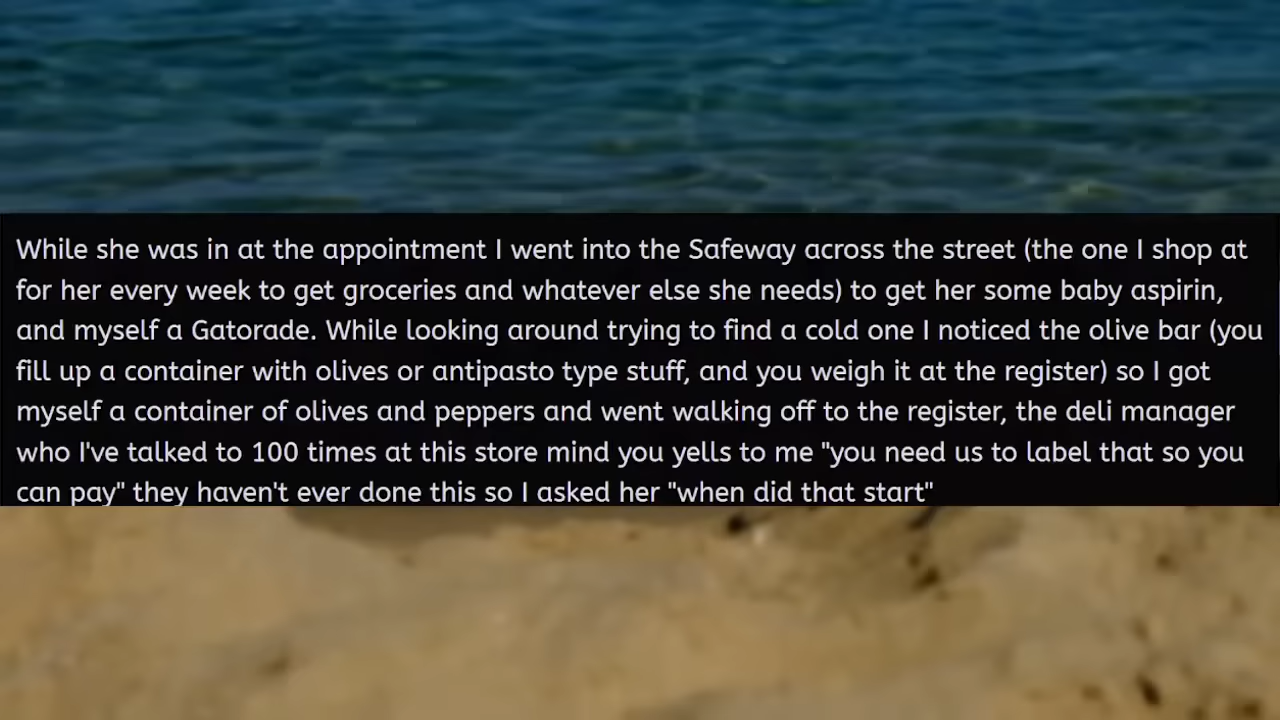 While she was in at the appointment I went into the Safeway across the street (the one I shop at
for her every week to get groceries and whatever else she needs) to get her some baby aspirin,
and myself a Gatorade. While looking around trying to find a cold one I noticed the olive bar (you
fill up a container with olives or antipasto type stuff, and you weigh it at the register) so I got
myself a container of olives and peppers and went walking off to the register, the deli manager
who I've talked to 100 times at this store mind you yells to me "you need us to label that so you
can pay" they haven't ever done this so I asked her "when did that start"